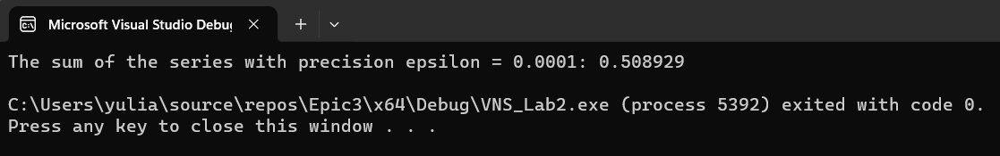 Microsoft Visual Studio Debu
The sum of the series with precision epsilon = 0.0001: 0.508929
C:\Users\yulia\source\repos\Epic3\x64\Debug\VNS_Lab2.exe (process 5392) exited with code 0.
Press any key to close this window . . .